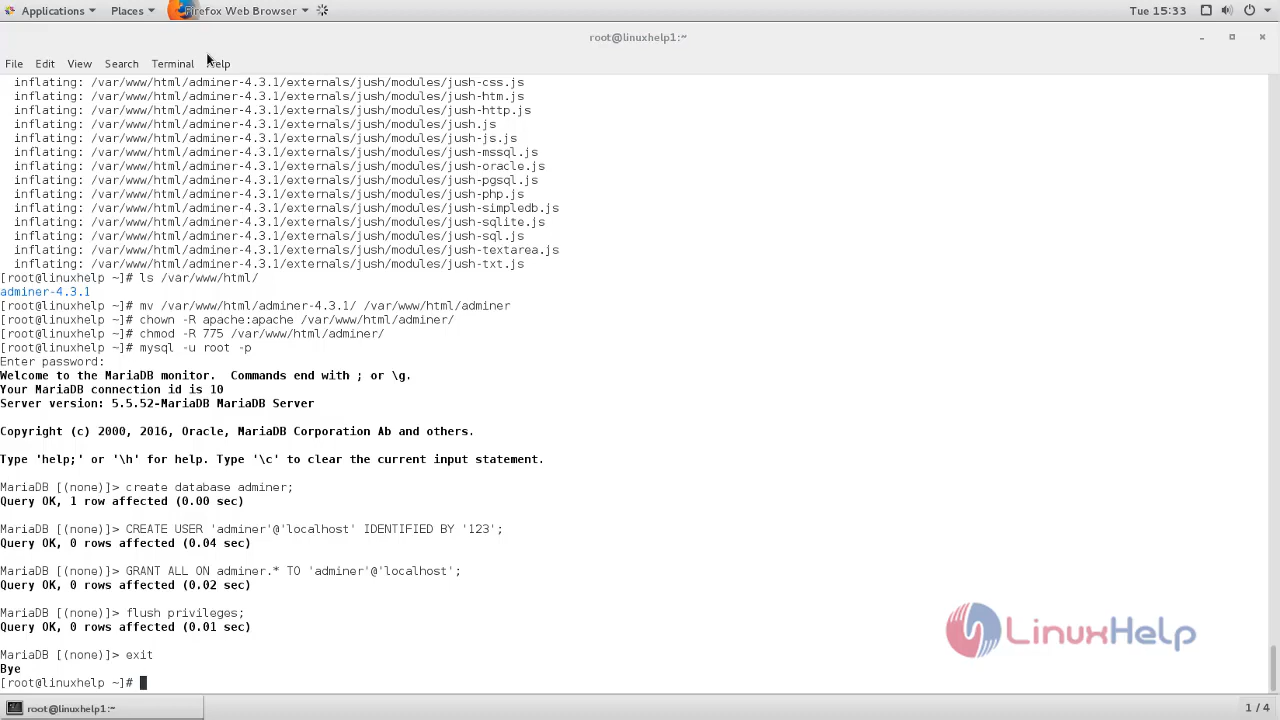 Applications Places Firefox Web Browser Tue 15:33
root@linuxhelp1:~
File Edit View Search Terminal Help
inflating: /var/www/html/adminer-4.3.1/externals/jush/modules/jush-css.js
inflating: /var/www/html/adminer-4.3.1/externals/jush/modules/jush-htm.js
inflating: /var/www/html/adminer-4.3.1/externals/jush/modules/jush-http.js
inflating: /var/www/html/adminer-4.3.1/externals/jush/modules/jush.js
inflating: /var/www/html/adminer-4.3.1/externals/jush/modules/jush-js.js
inflating: /var/www/html/adminer-4.3.1/externals/jush/modules/jush-mssql.js
inflating: /var/www/html/adminer-4.3.1/externals/jush/modules/jush-oracle.js
inflating: /var/www/html/adminer-4.3.1/externals/jush/modules/jush-pgsql.js
inflating: /var/www/html/adminer-4.3.1/externals/jush/modules/jush-php.js
inflating: /var/www/html/adminer-4.3.1/externals/jush/modules/jush-simpledb.js
inflating: /var/www/html/adminer-4.3.1/externals/jush/modules/jush-sqlite.js
inflating: /var/www/html/adminer-4.3.1/externals/jush/modules/jush-sql.js
inflating: /var/www/html/adminer-4.3.1/externals/jush/modules/jush-textarea.js
inflating: /var/www/html/adminer-4.3.1/externals/jush/modules/jush-txt.js
[root@linuxhelp ~]# ls /var/www/html/
adminer-4.3.1
[root@linuxhelp ~]# mv /var/www/html/adminer-4.3.1/ /var/www/html/adminer
[root@linuxhelp ~]# chown -R apache:apache /var/www/html/adminer/
[root@linuxhelp ~]# chmod -R 775 /var/www/html/adminer/
[root@linuxhelp ~]# mysql -u root -p
Enter password:
Welcome to the MariaDB monitor.  Commands end with ; or \g.
Your MariaDB connection id is 10
Server version: 5.5.52-MariaDB MariaDB Server
Copyright (c) 2000, 2016, Oracle, MariaDB Corporation Ab and others.
Type 'help;' or '\h' for help. Type '\c' to clear the current input statement.
MariaDB [(none)]> create database adminer;
Query OK, 1 row affected (0.00 sec)
MariaDB [(none)]> CREATE USER 'adminer'@'localhost' IDENTIFIED BY '123';
Query OK, 0 rows affected (0.04 sec)
MariaDB [(none)]> GRANT ALL ON adminer.* TO 'adminer'@'localhost';
Query OK, 0 rows affected (0.02 sec)
MariaDB [(none)]> flush privileges;
Query OK, 0 rows affected (0.01 sec)
MariaDB [(none)]> exit
Bye
[root@linuxhelp ~]#
LinuxHelp
root@linuxhelp1:~ 1 / 4